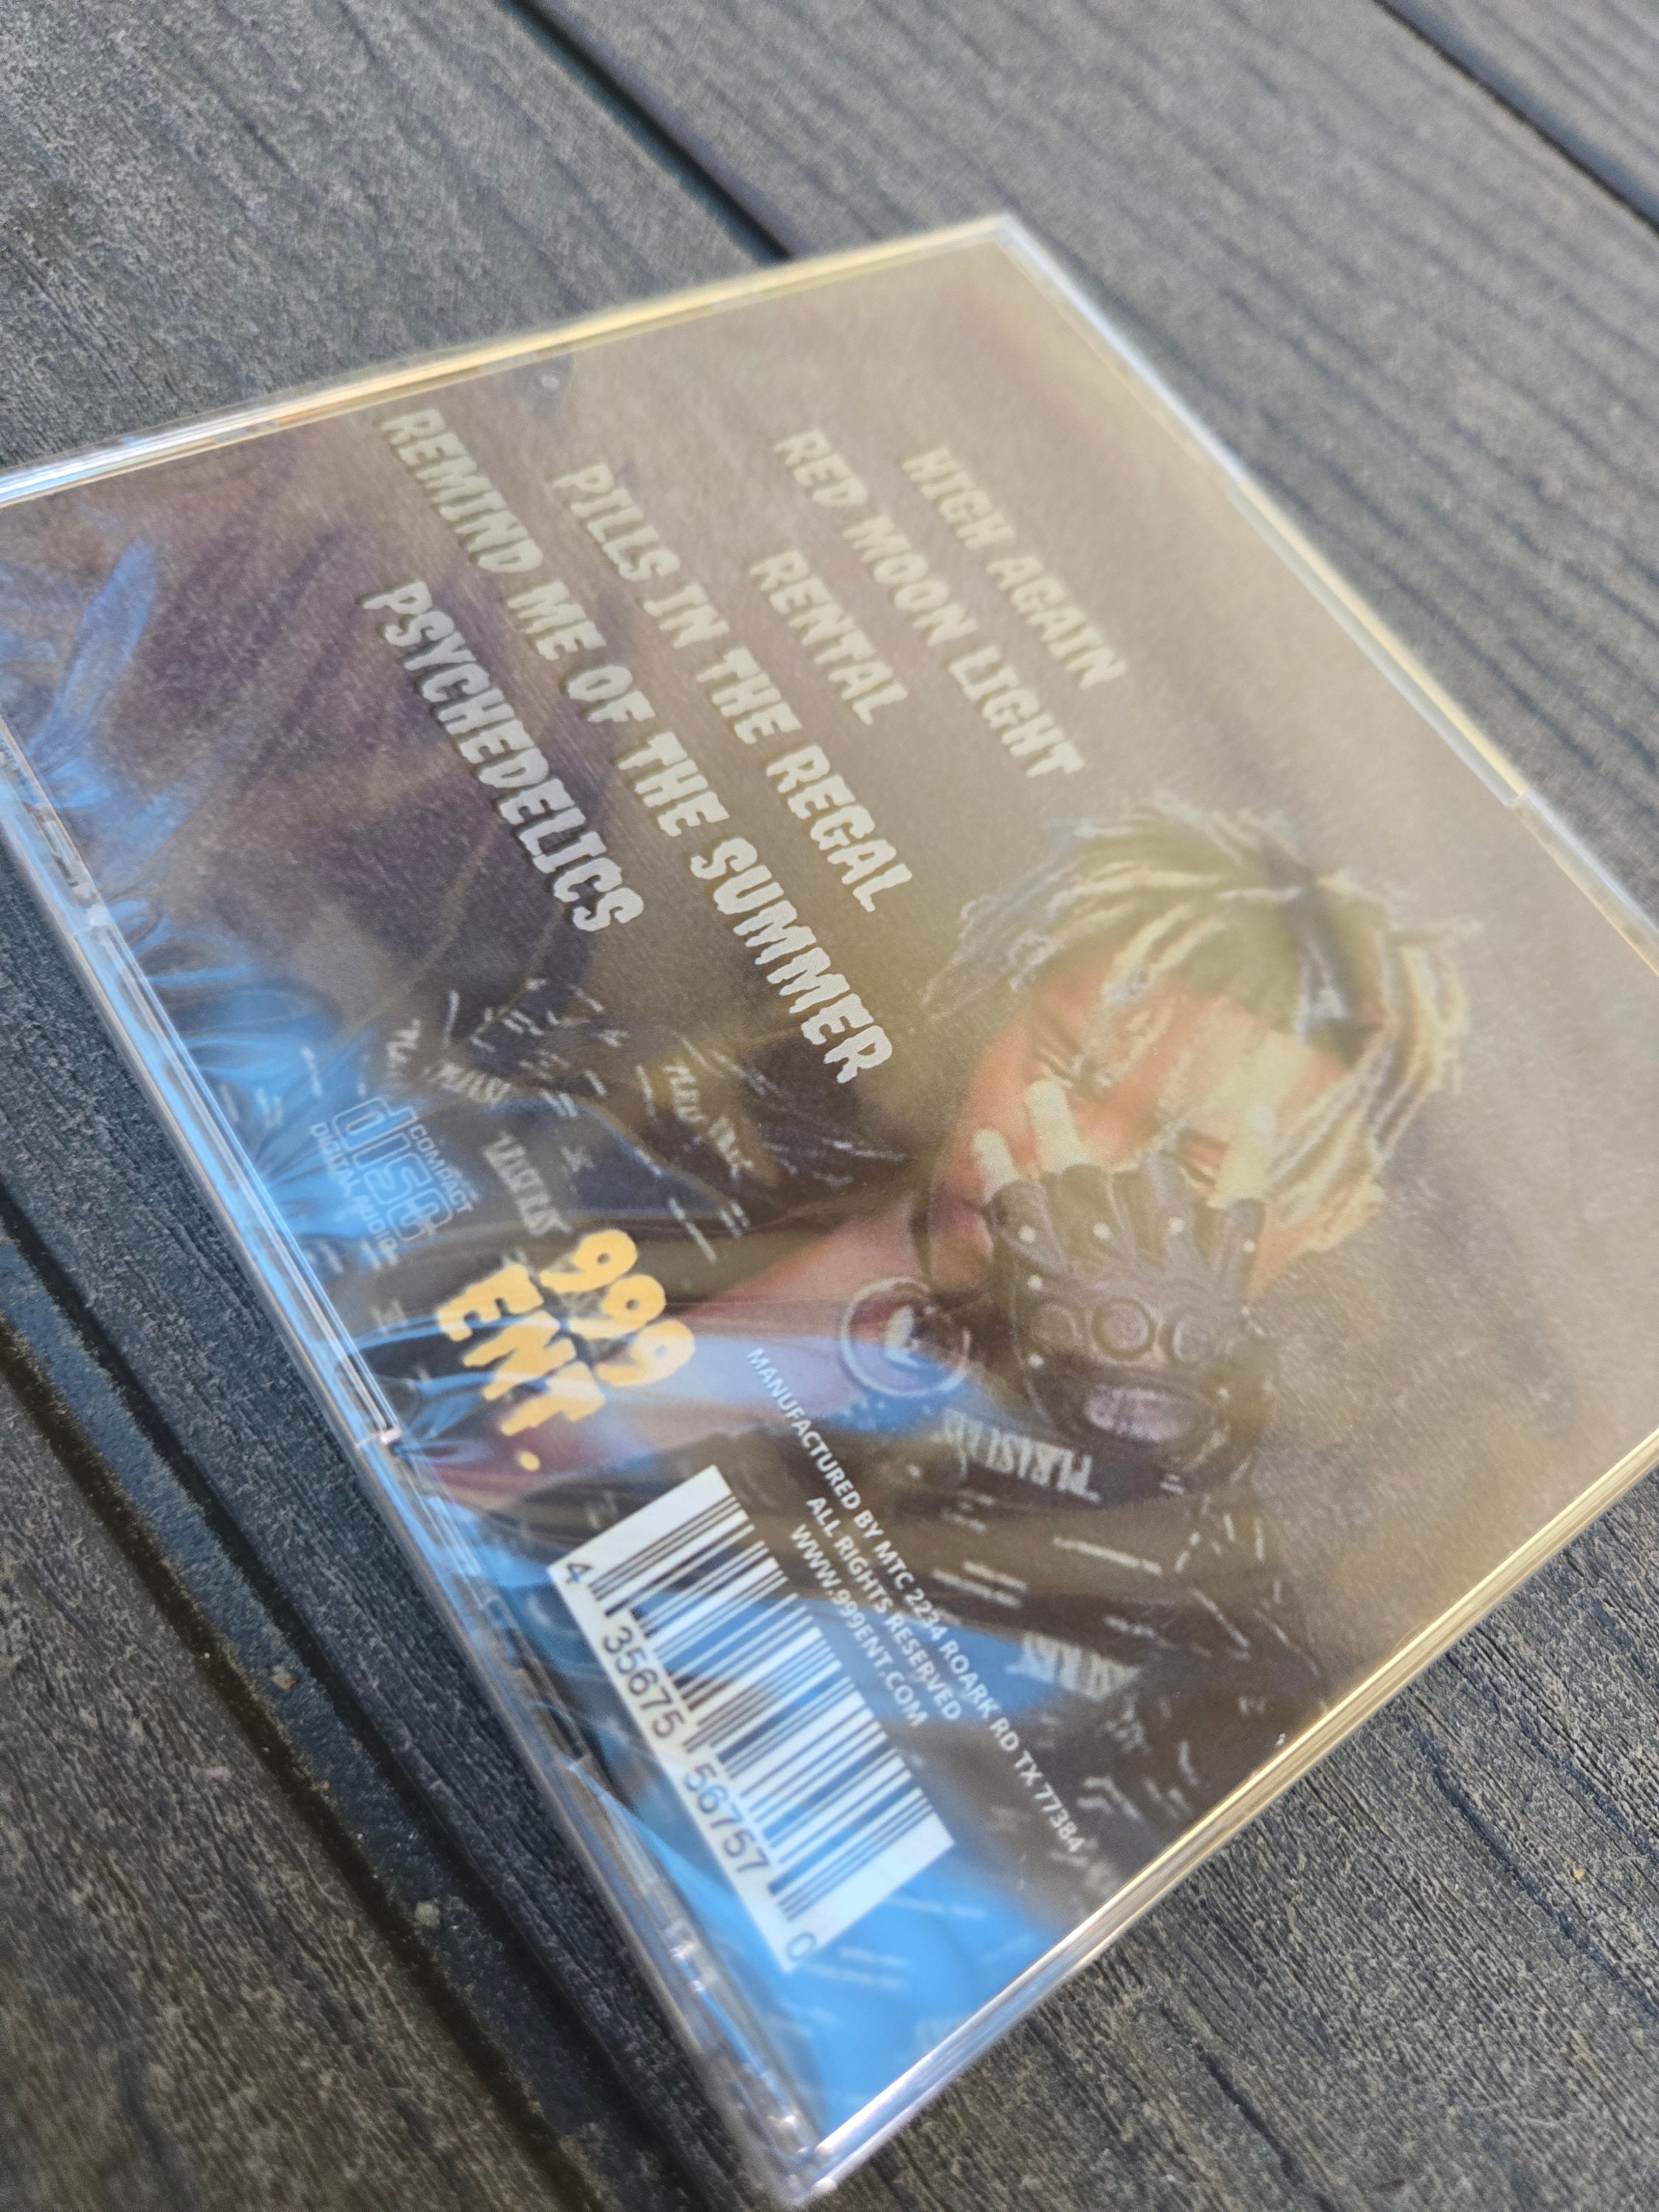 HIGH AGAIN
RED MOON LIGHT
RENTAL
PILLS IN THE REGAL
REMIND ME OF THE SUMMER
PSYCHEDELICS
COMPACT
disc
DIGITAL AUDIO
999
ENT.
MANUFACTURED BY MTC 2234 ROARK RD TX 77384
ALL RIGHTS RESERVED
WWW.999ENT.COM
4 35675 56757 0